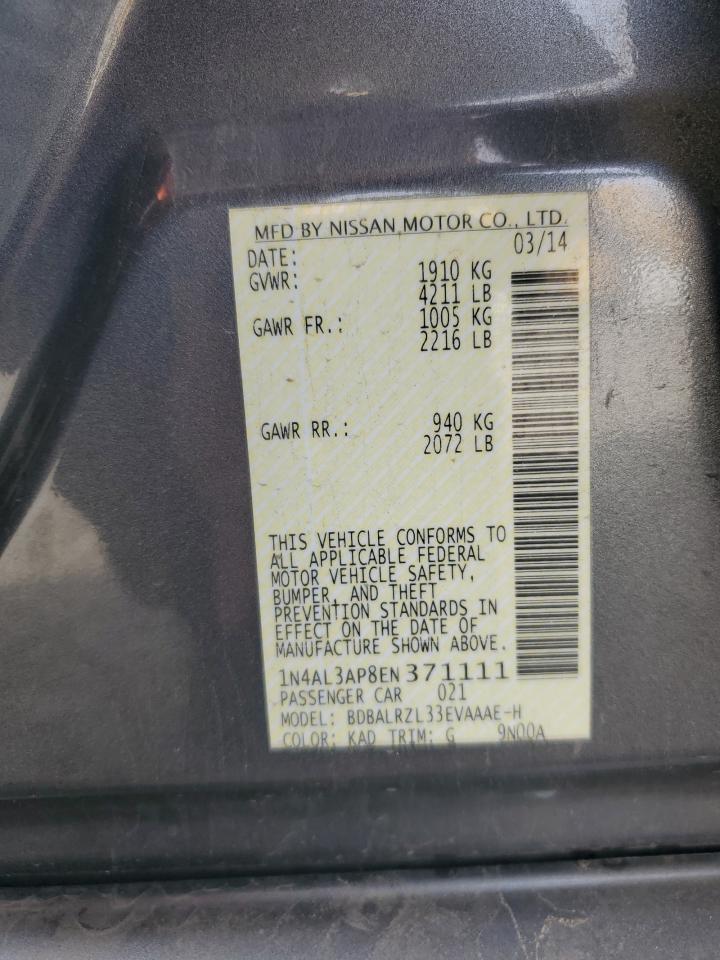 MFD BY NISSAN MOTOR CO., LTD.
DATE: 03/14
GVWR: 1910 KG
4211 LB
GAWR FR.: 1005 KG
2216 LB
GAWR RR.: 940 KG
2072 LB
THIS VEHICLE CONFORMS TO
ALL APPLICABLE FEDERAL
MOTOR VEHICLE SAFETY,
BUMPER, AND THEFT
PREVENTION STANDARDS IN
EFFECT ON THE DATE OF
MANUFACTURE SHOWN ABOVE.
1N4AL3AP8EN 371111
PASSENGER CAR 021
MODEL: BDBALRZL33EVAAAE-H
COLOR: KAD TRIM: G 9N00A